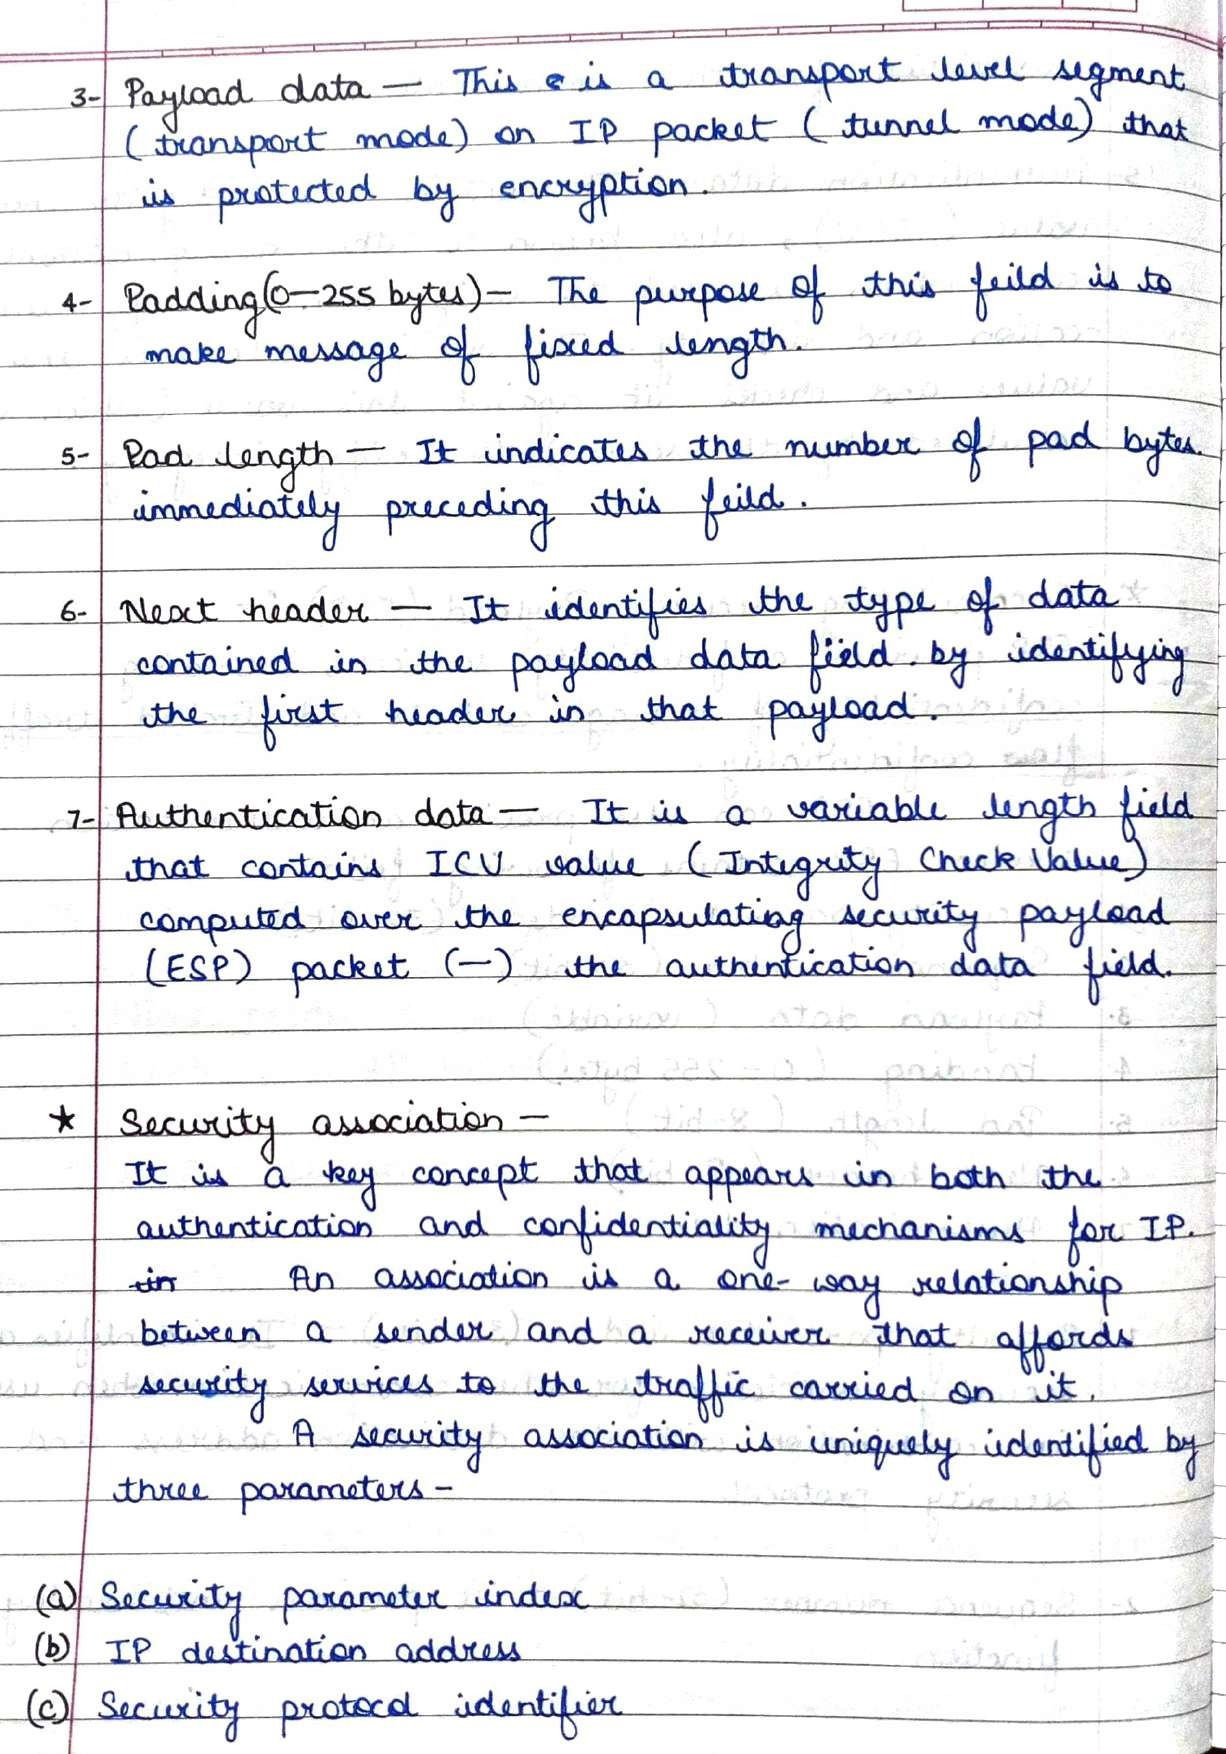 3- Payload data — This is a transport level segment
(transport mode) or IP packet (tunnel mode) that
is protected by encryption.
4- Padding (0—255 bytes) — The purpose of this feild is to
make message of fixed length.
5- Pad length — It indicates the number of pad bytes
immediately preceding this feild.
6- Next header — It identifies the type of data
contained in the payload data field by identifying
the first header in that payload.
7- Authentication data — It is a variable length field
that contains ICV value (Integrity Check Value)
computed over the encapsulating security payload
(ESP) packet (—) the authentication data field.
★ Security association —
It is a key concept that appears in both the
authentication and confidentiality mechanisms for IP.
An association is a one-way relationship
between a sender and a receiver that affords
security services to the traffic carried on it.
A security association is uniquely identified by
three parameters -
(a) Security parameter index
(b) IP destination address
(c) Security protocol identifier